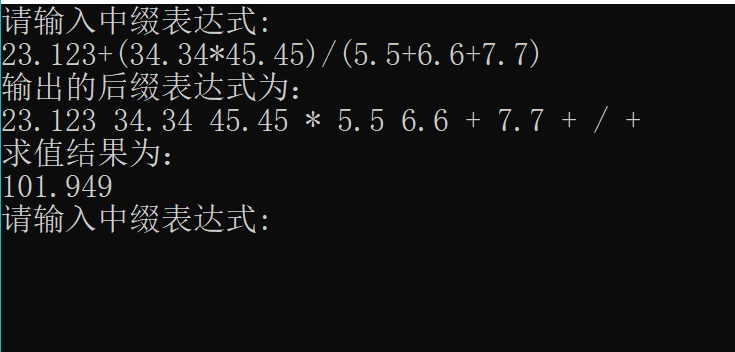 请输入中缀表达式:
23.123+(34.34*45.45)/(5.5+6.6+7.7)
输出的后缀表达式为：
23.123 34.34 45.45 * 5.5 6.6 + 7.7 + / +
求值结果为：
101.949
请输入中缀表达式: